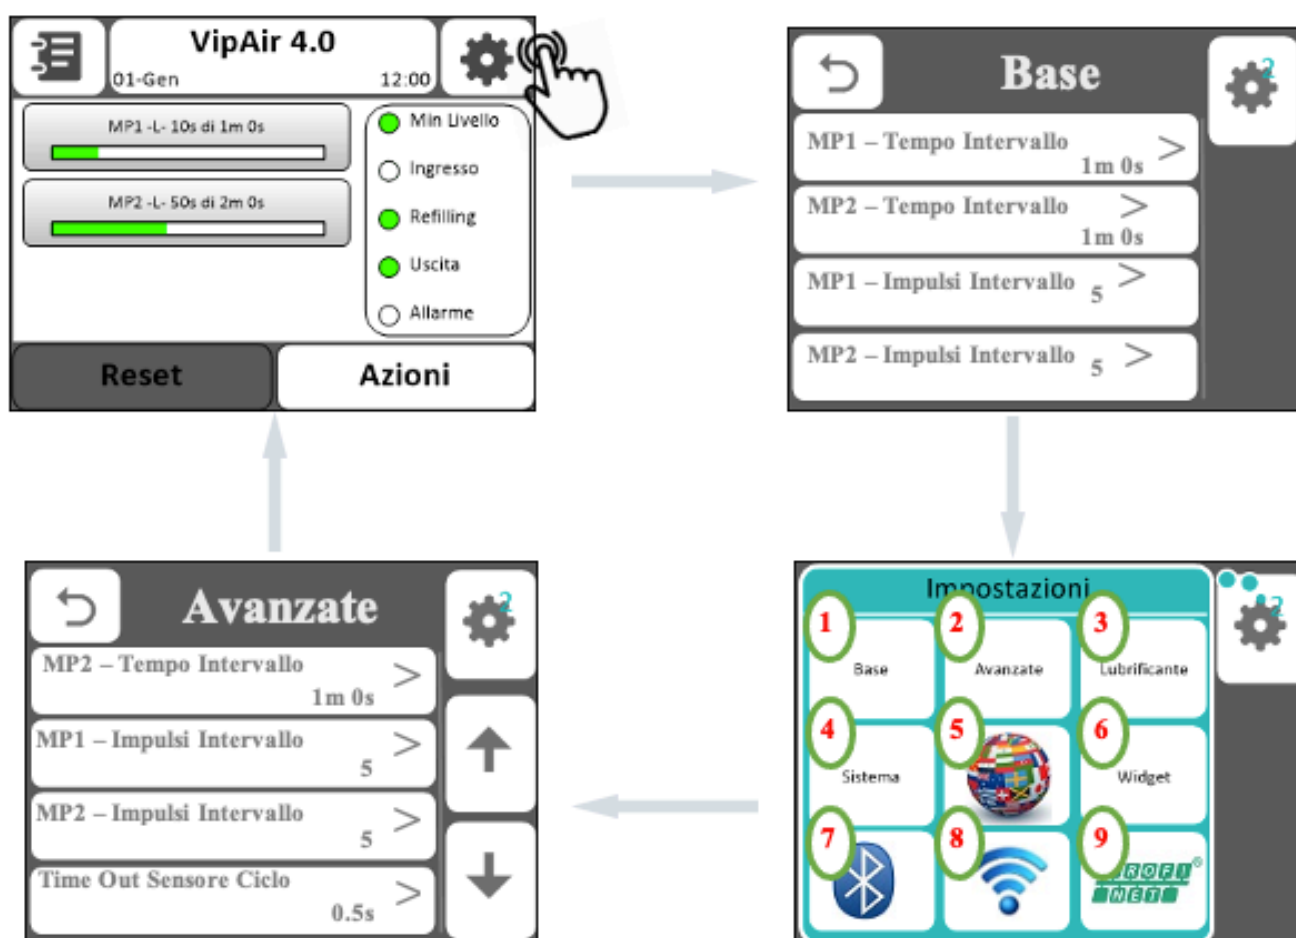 VipAir 4.0
01-Gen 12:00
MP1 -L- 10s di 1m 0s
MP2 -L- 50s di 2m 0s
Min Livello
Ingresso
Refilling
Uscita
Allarme
Reset
Azioni
Base
2
MP1 – Tempo Intervallo
1m 0s >
MP2 – Tempo Intervallo >
1m 0s
MP1 – Impulsi Intervallo >
5
MP2 – Impulsi Intervallo >
5
Avanzate
2
MP2 – Tempo Intervallo >
1m 0s
MP1 – Impulsi Intervallo >
5
MP2 – Impulsi Intervallo >
5
Time Out Sensore Ciclo >
0.5s
Impostazioni
2
1
Base
2
Avanzate
3
Lubrificante
4
Sistema
5
6
Widget
7
8
9
PROFI®
NET